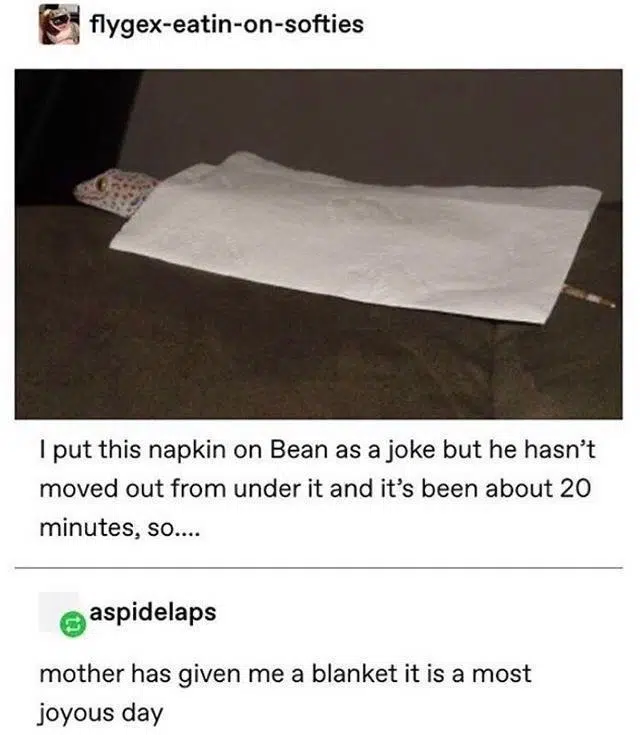 flygex-eatin-on-softies
I put this napkin on Bean as a joke but he hasn't
moved out from under it and it's been about 20
minutes, so....
aspidelaps
mother has given me a blanket it is a most
joyous day